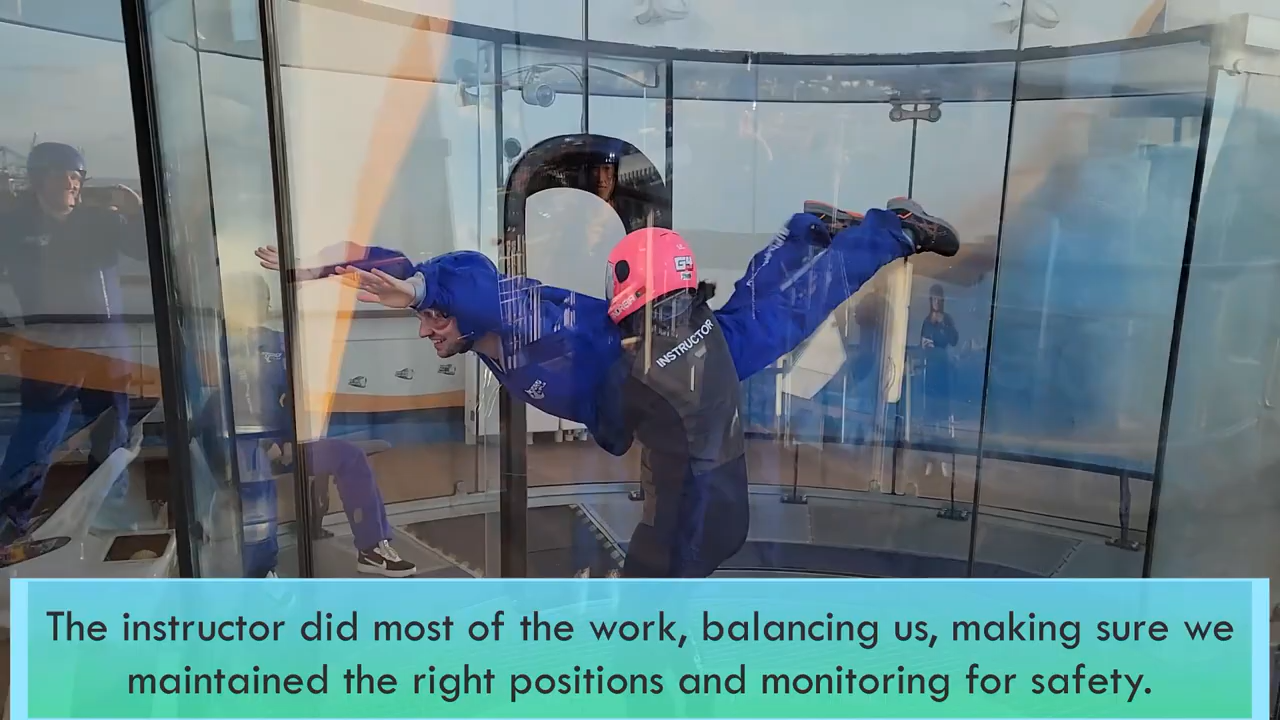 G4
INSTRUCTOR
The instructor did most of the work, balancing us, making sure we
maintained the right positions and monitoring for safety.